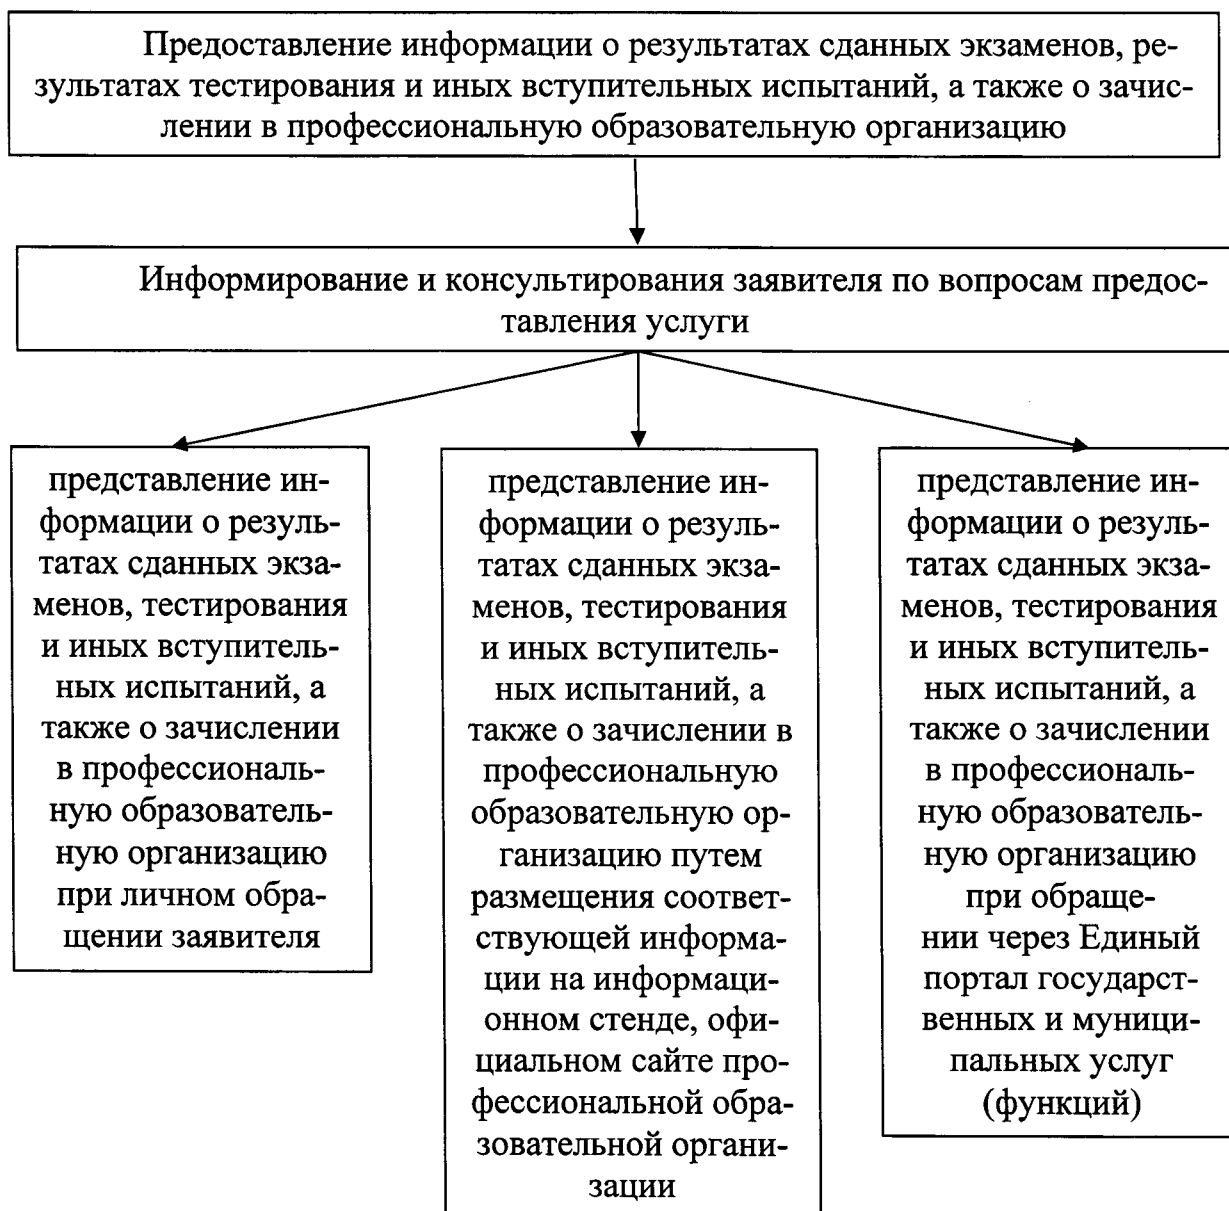 Предоставление информации о результатах сданных экзаменов, ре-
зультатах тестирования и иных вступительных испытаний, а также о зачис-
лении в профессиональную образовательную организацию
Информирование и консультирования заявителя по вопросам предос-
тавления услуги
представление ин-
формации о резуль-
татах сданных экза-
менов, тестирования
и иных вступитель-
ных испытаний, а
также о зачислении
в профессиональ-
ную образователь-
ную организацию
при личном обра-
щении заявителя
представление ин-
формации о резуль-
татах сданных экза-
менов, тестирования
и иных вступитель-
ных испытаний, а
также о зачислении в
профессиональную
образовательную ор-
ганизацию путем
размещения соответ-
ствующей информа-
ции на информаци-
онном стенде, офи-
циальном сайте про-
фессиональной обра-
зовательной органи-
зации
представление ин-
формации о резуль-
татах сданных экза-
менов, тестирования
и иных вступитель-
ных испытаний, а
также о зачислении
в профессиональ-
ную образователь-
ную организацию
при обраще-
нии через Единый
портал государст-
венных и муници-
пальных услуг
(функций)